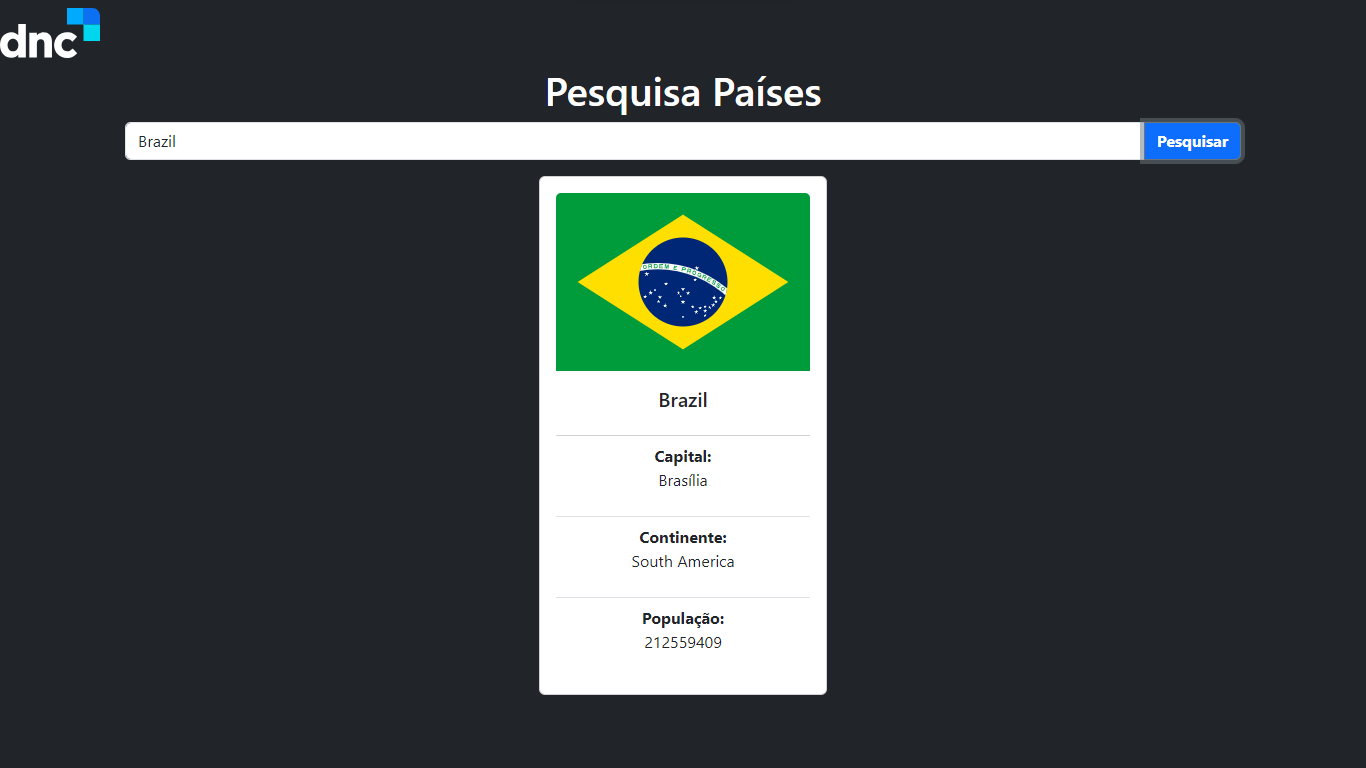 dnc
Pesquisa Países
Brazil
Pesquisar
ORDEM E PROGRESSO
Brazil
Capital:
Brasília
Continente:
South America
População:
212559409